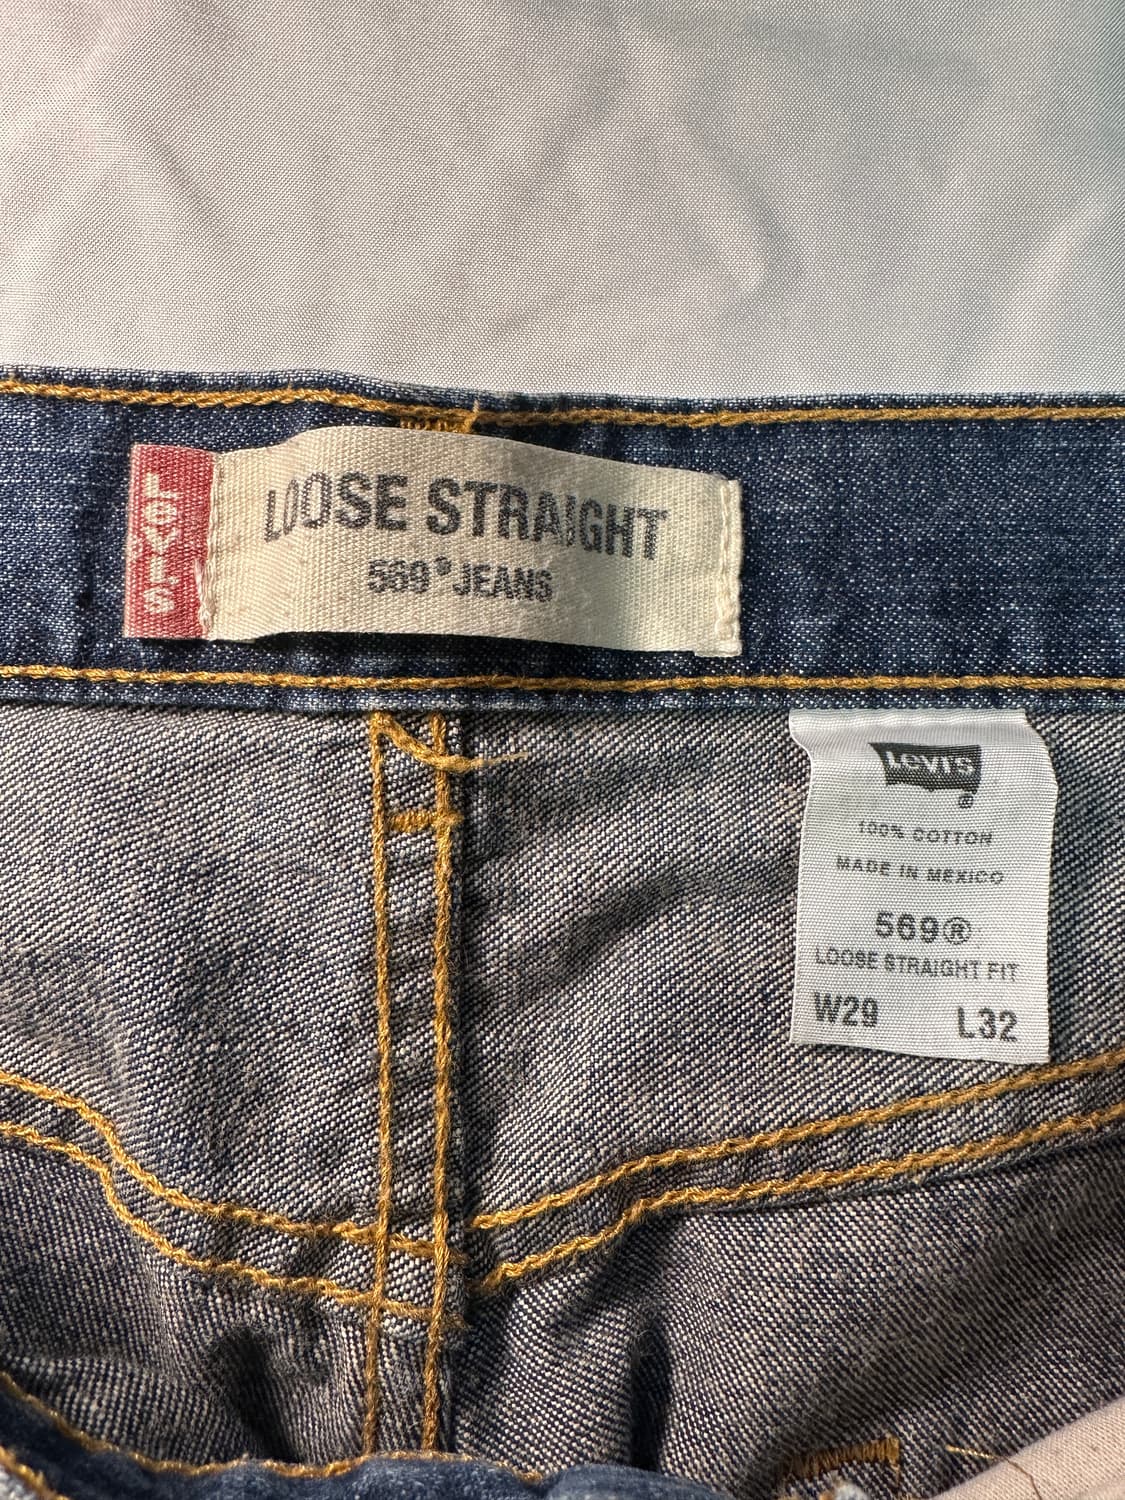 Levi's
LOOSE STRAIGHT
569® JEANS
Levi's
®
100% COTTON
MADE IN MEXICO
569®
LOOSE STRAIGHT FIT
W29 L32